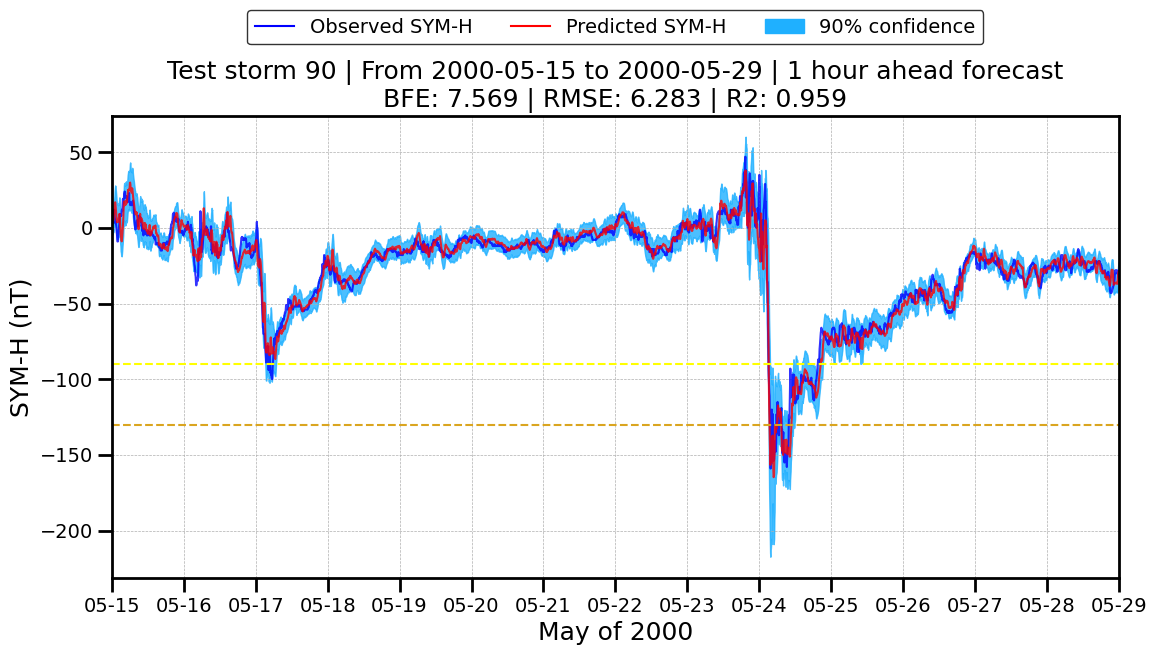 Observed SYM-H Predicted SYM-H 90% confidence
Test storm 90 | From 2000-05-15 to 2000-05-29 | 1 hour ahead forecast
BFE: 7.569 | RMSE: 6.283 | R2: 0.959
SYM-H (nT)
50
0
−50
−100
−150
−200
05-15 05-16 05-17 05-18 05-19 05-20 05-21 05-22 05-23 05-24 05-25 05-26 05-27 05-28 05-29
May of 2000